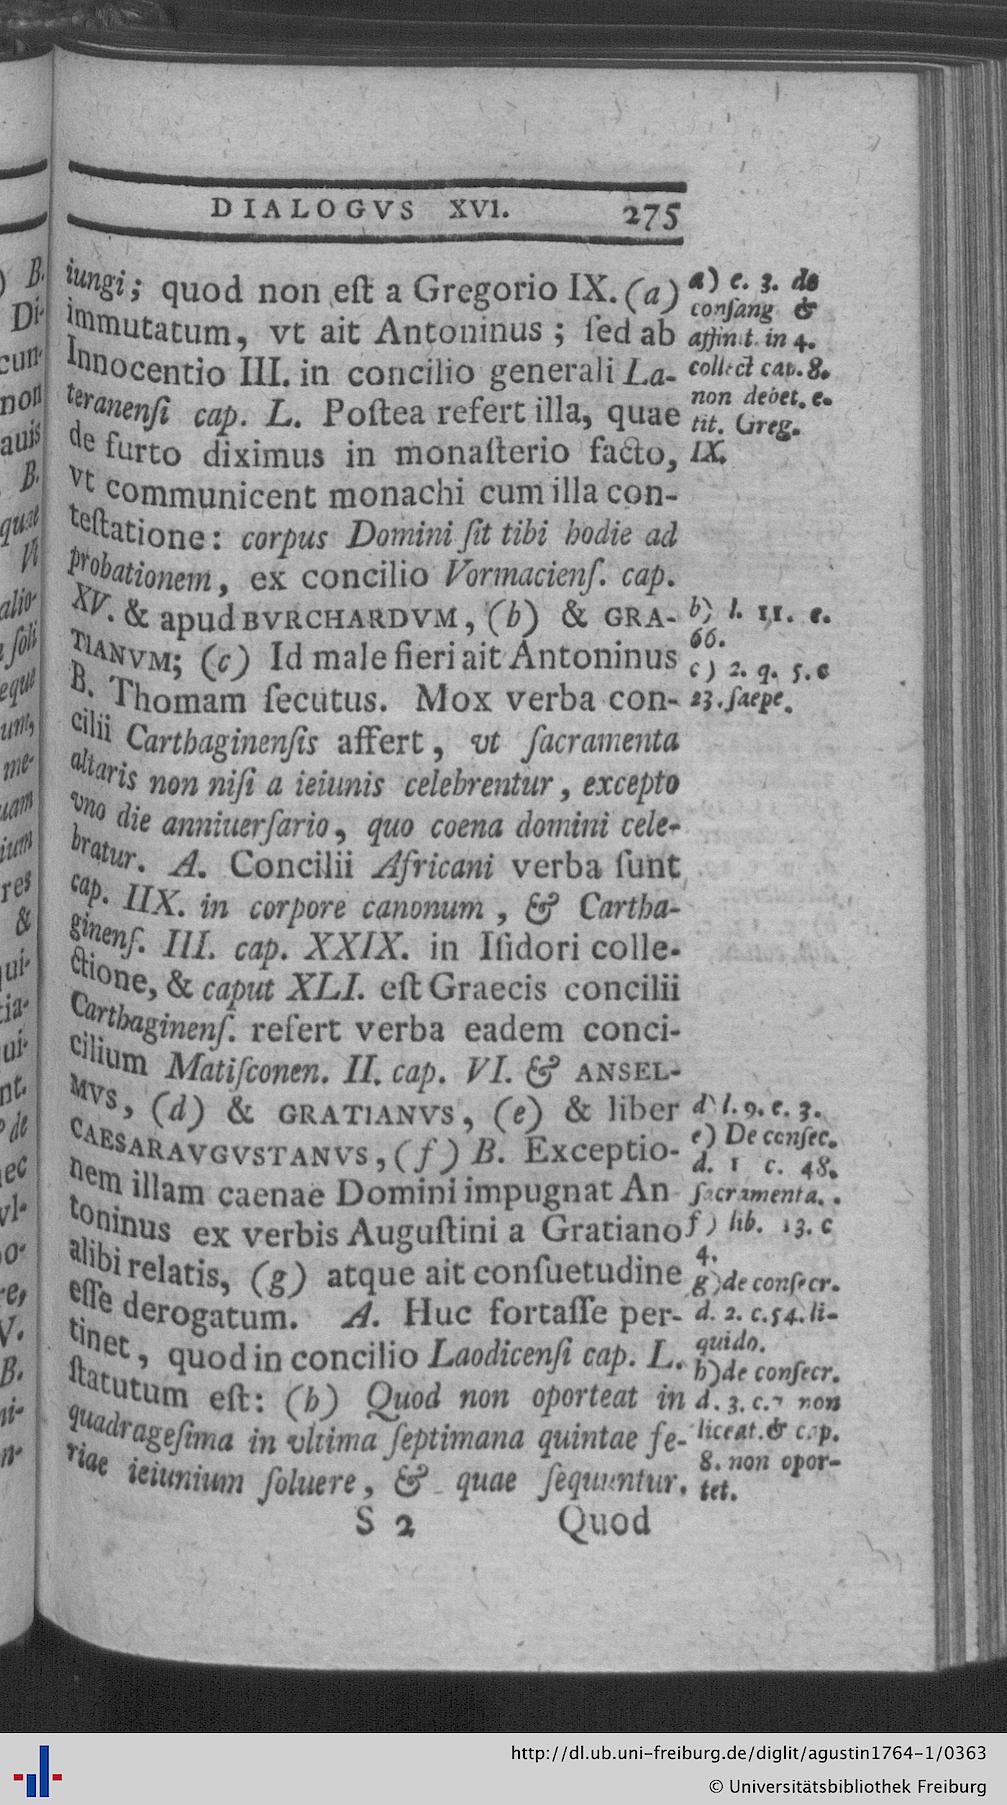 DIALOGVS XVI. 275
iungi; quod non eſt a Gregorio IX. (a)
immutatum, vt ait Antoninus; ſed ab
Innocentio III. in concilio generali La-
teranenſi cap. L. Poſtea refert illa, quae
de furto diximus in monaſterio facto,
vt communicent monachi cum illa con-
teſtatione: corpus Domini ſit tibi hodie ad
probationem, ex concilio Vormacienſ. cap.
XV. & apud BVRCHARDVM, (b) & GRA-
TIANVM; (c) Id male fieri ait Antoninus
B. Thomam ſecutus. Mox verba con-
cilii Carthaginenſis affert, vt ſacramenta
altaris non niſi a ieiunis celebrentur, excepto
vno die anniuerſario, quo coena domini cele-
bratur. A. Concilii Africani verba ſunt
cap. IIX. in corpore canonum, & Cartha-
ginenſ. III. cap. XXIX. in Iſidori colle-
ctione, & caput XLI. eſt Graecis concilii
Carthaginenſ. refert verba eadem conci-
cilium Matiſconen. II. cap. VI. & ANSEL-
MVS, (d) & GRATIANVS, (e) & liber
CAESARAVGVSTANVS, (f) B. Exceptio-
nem illam caenae Domini impugnat An
toninus ex verbis Auguſtini a Gratiano
alibi relatis, (g) atque ait conſuetudine
eſſe derogatum. A. Huc fortaſſe per-
tinet, quod in concilio Laodicenſi cap. L.
ſtatutum eſt: (h) Quod non oporteat in
quadrageſima in vltima ſeptimana quintae fe-
riae ieiunium ſoluere, & quae ſequuntur.
S 2 Quod
a) c. 3. de
conſang &
affinit. in 4.
collect cap. 8.
non debet. e.
tit. Greg.
IX.
b) l. 11. c.
66.
c) 2. q. 5. c
23. ſaepe.
d) l. 9. c. 3.
e) De conſec.
d. 1 c. 48.
ſacramenta.
f) lib. 13. c
4.
g) de conſecr.
d. 2. c. 54. li-
quido.
h) de conſecr.
d. 3. c. 7 non
liceat. & cap.
8. non opor-
tet.
http://dl.ub.uni-freiburg.de/diglit/agustin1764-1/0363
© Universitätsbibliothek Freiburg